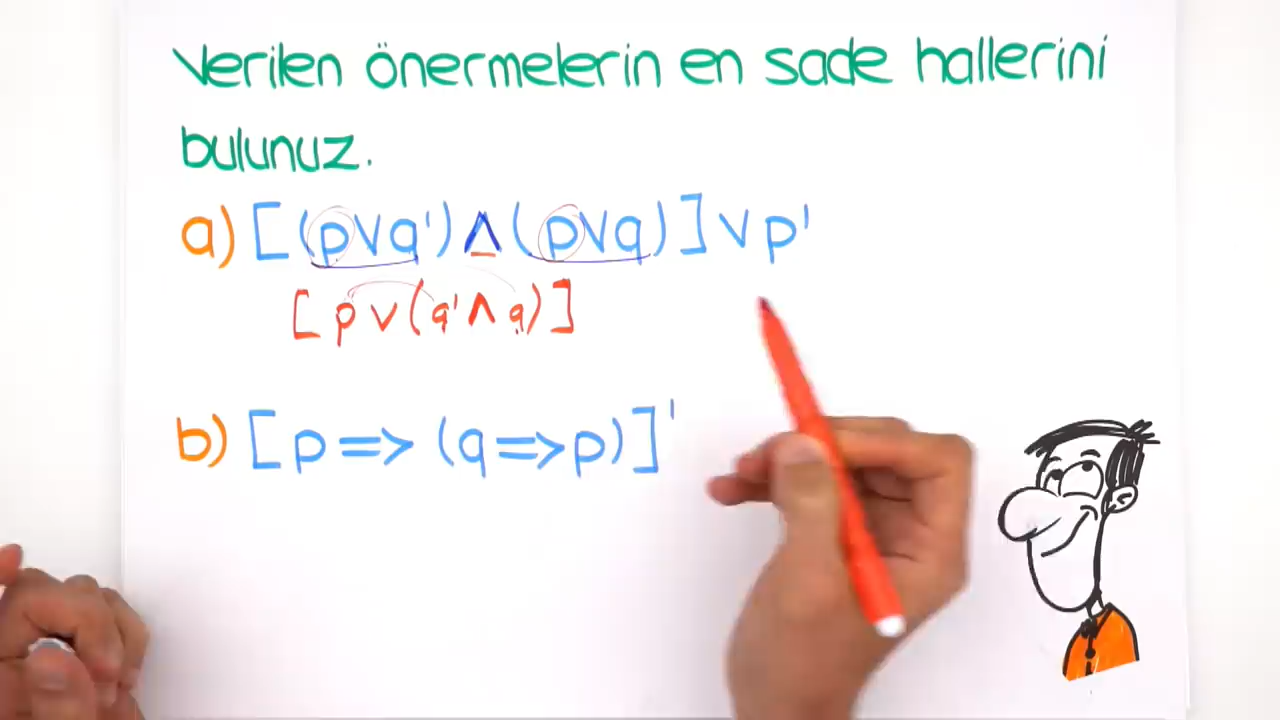 Verilen önermelerin en sade hallerini
bulunuz.
a) [(p∨q')∧(p∨q)]∨p'
[p∨(q'∧q)]
b) [p=>(q=>p)]'